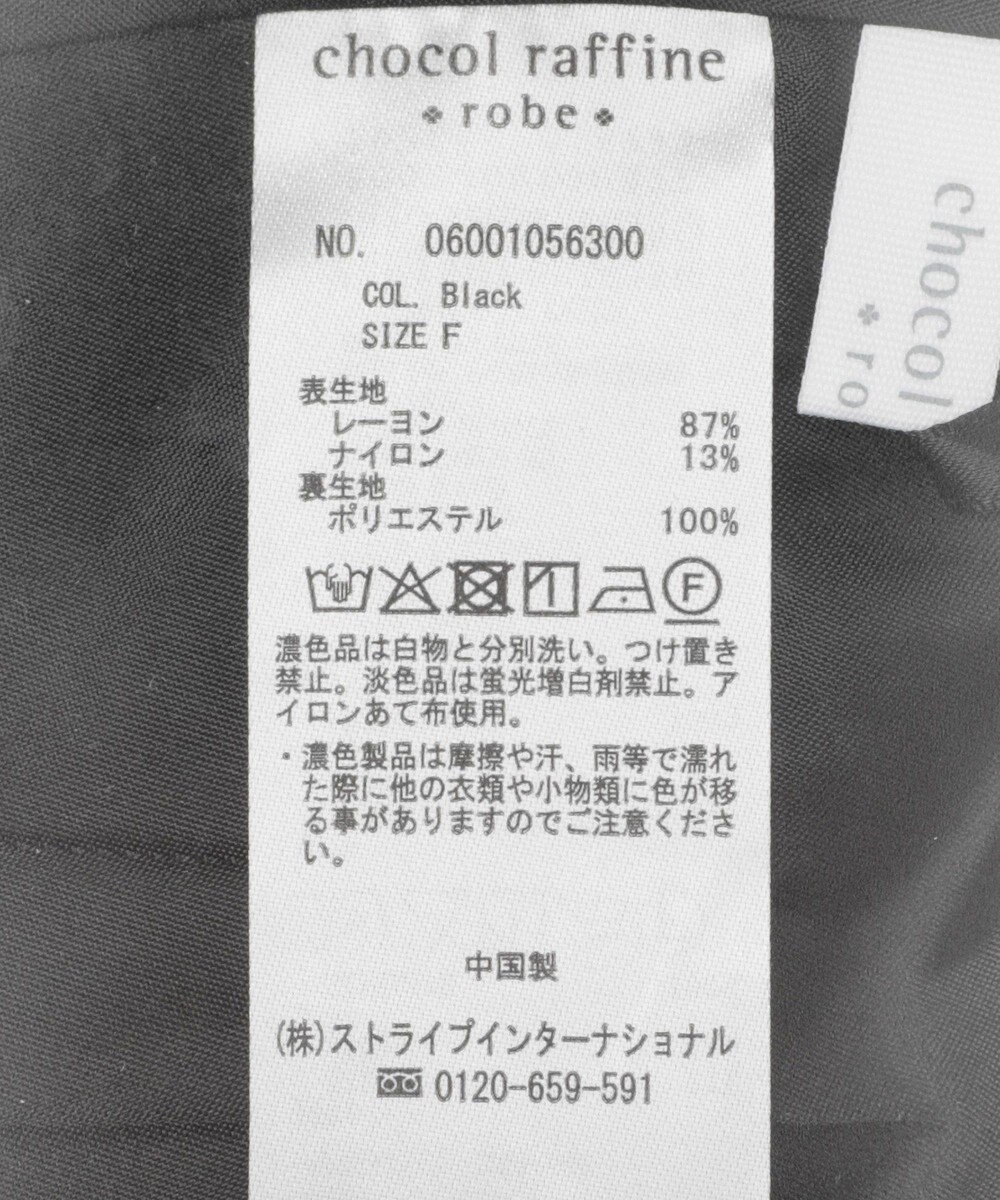 chocol raffine
robe
NO. 06001056300
COL. Black
SIZE F
表生地
レーヨン 87%
ナイロン 13%
裏生地
ポリエステル 100%
F
濃色品は白物と分別洗い。つけ置き
禁止。淡色品は蛍光増白剤禁止。ア
イロンあて布使用。
・濃色製品は摩擦や汗、雨等で濡れ
た際に他の衣類や小物類に色が移
る事がありますのでご注意くださ
い。
中国製
(株)ストライプインターナショナル
0120-659-591
chocol
ro